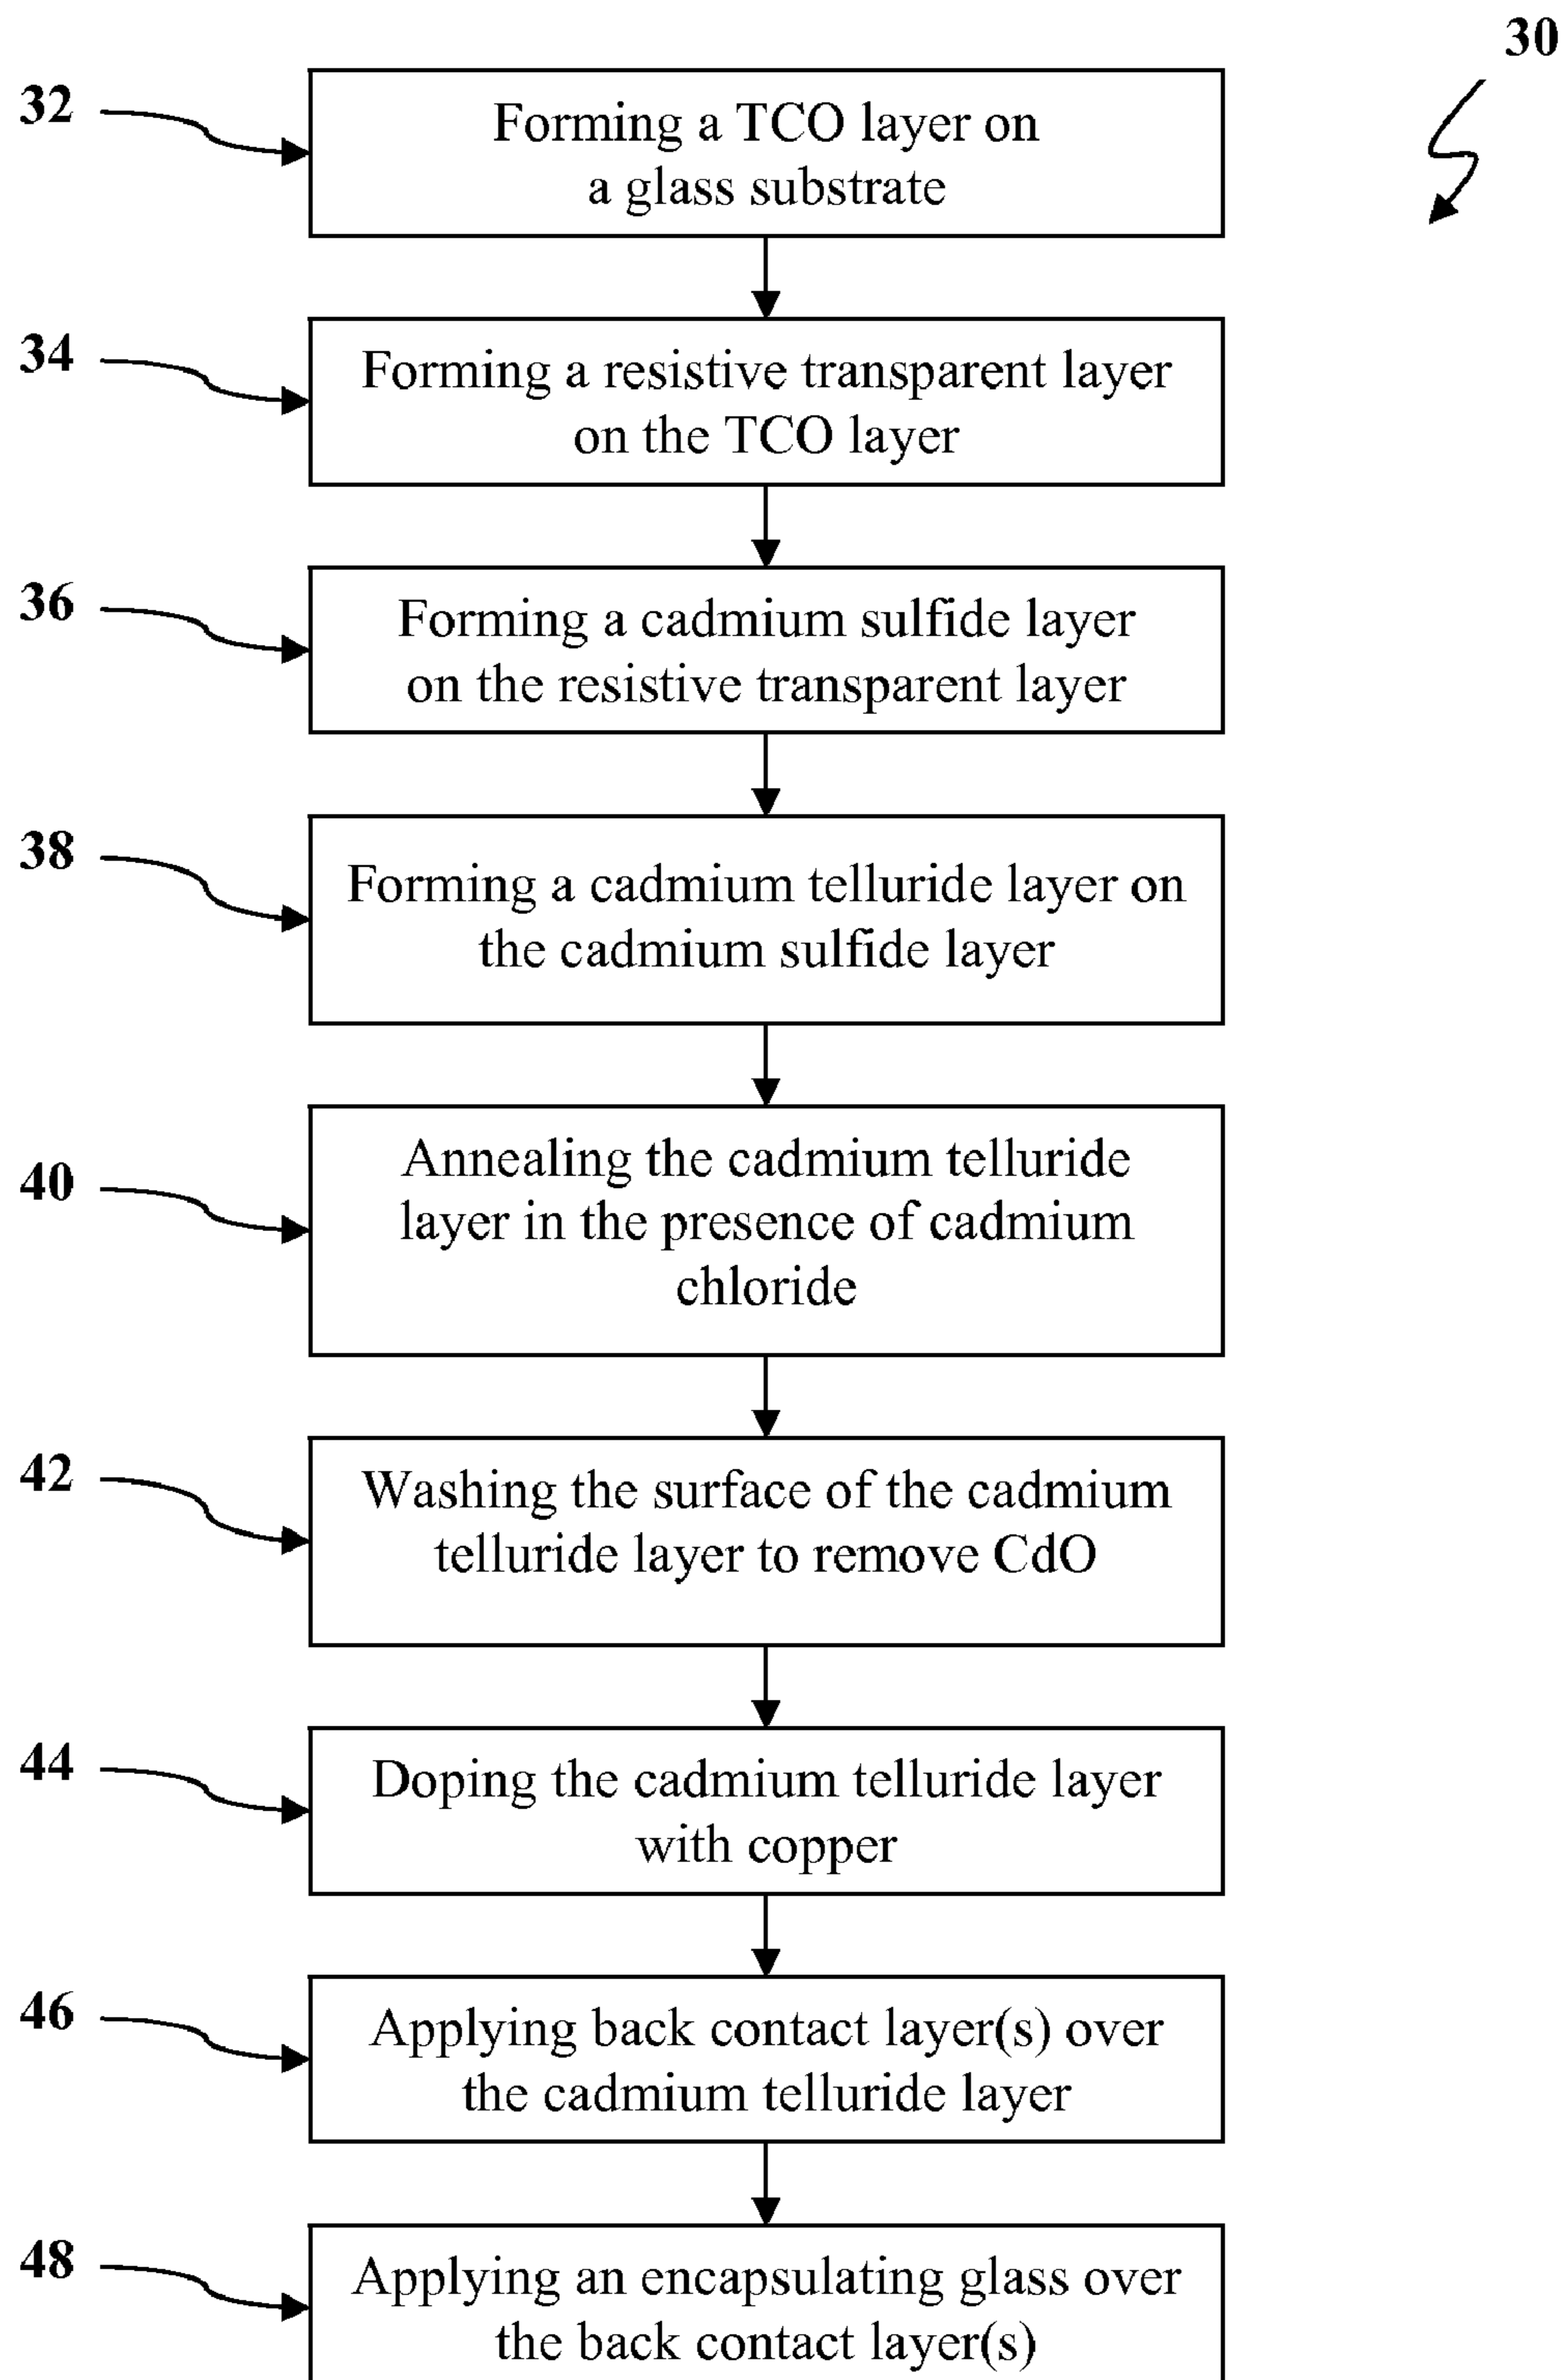 30
32
Forming a TCO layer on
a glass substrate
34
Forming a resistive transparent layer
on the TCO layer
36
Forming a cadmium sulfide layer
on the resistive transparent layer
38
Forming a cadmium telluride layer on
the cadmium sulfide layer
40
Annealing the cadmium telluride
layer in the presence of cadmium
chloride
42
Washing the surface of the cadmium
telluride layer to remove CdO
44
Doping the cadmium telluride layer
with copper
46
Applying back contact layer(s) over
the cadmium telluride layer
48
Applying an encapsulating glass over
the back contact layer(s)